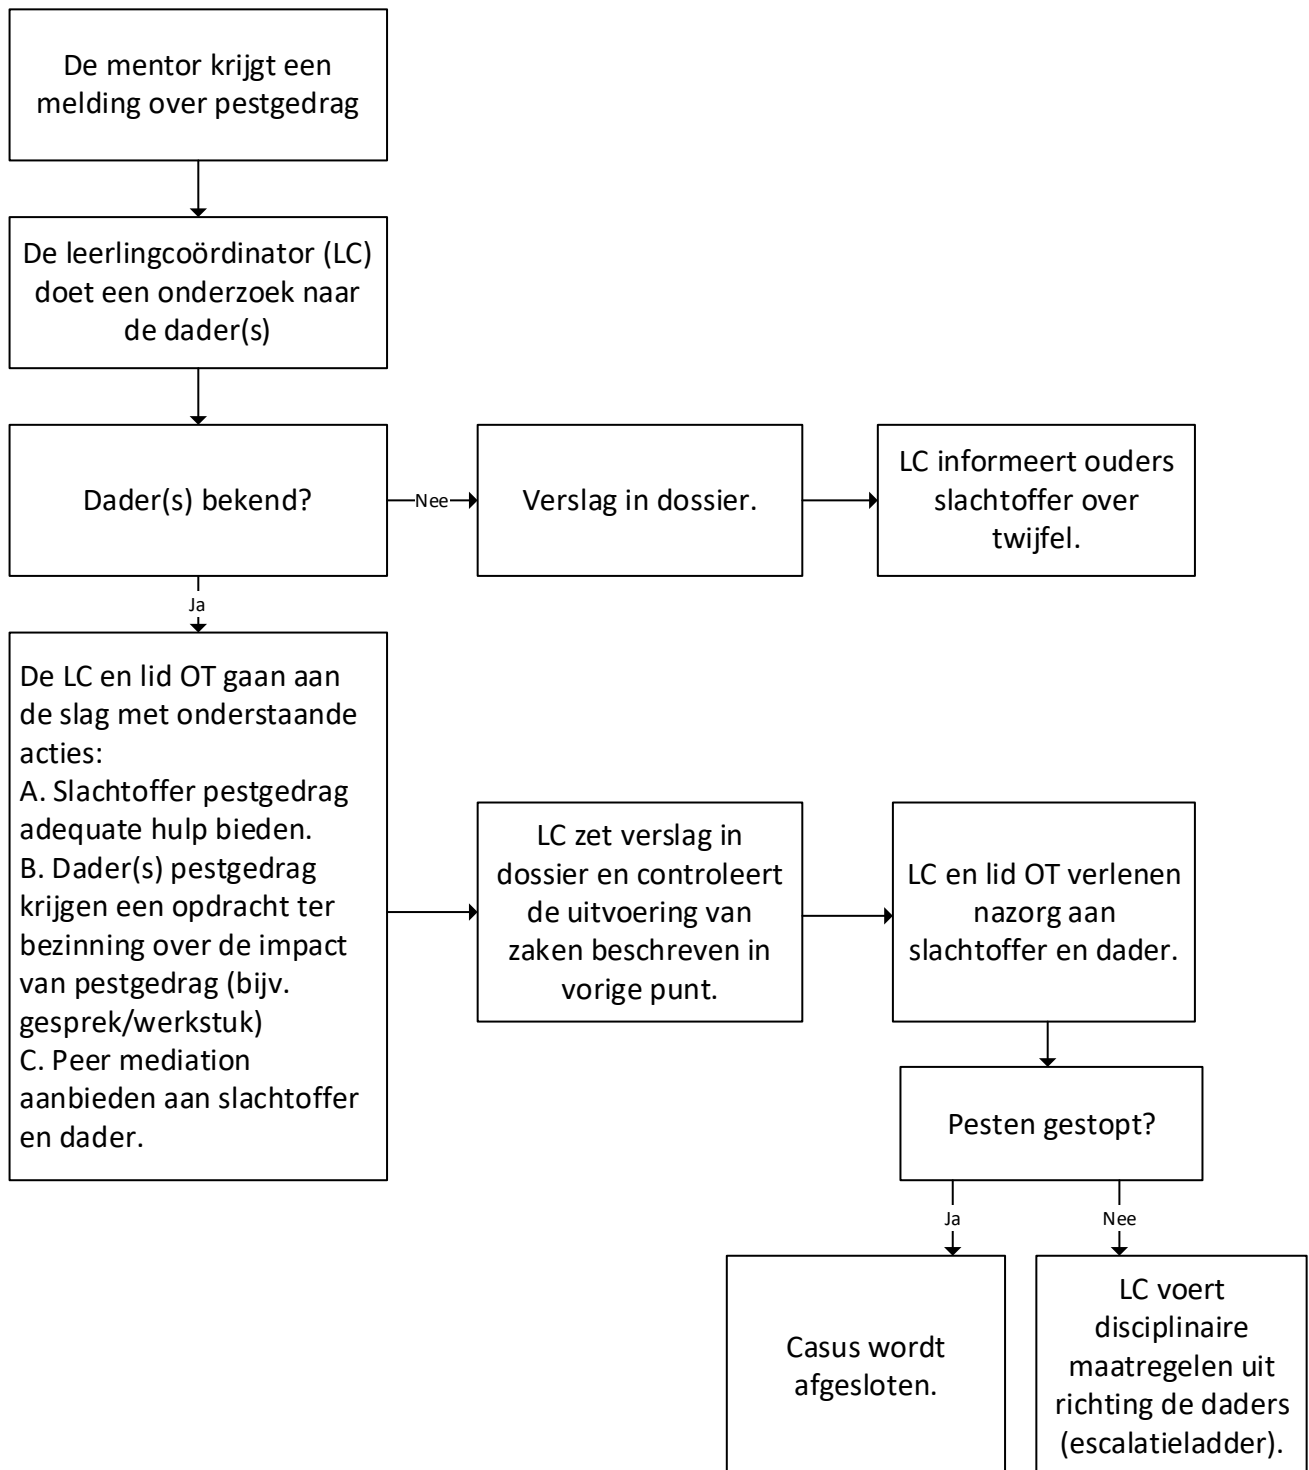 De mentor krijgt een
melding over pestgedrag
De leerlingcoördinator (LC)
doet een onderzoek naar
de dader(s)
Dader(s) bekend?
Nee
Verslag in dossier.
LC informeert ouders
slachtoffer over
twijfel.
Ja
De LC en lid OT gaan aan
de slag met onderstaande
acties:
A. Slachtoffer pestgedrag
adequate hulp bieden.
B. Dader(s) pestgedrag
krijgen een opdracht ter
bezinning over de impact
van pestgedrag (bijv.
gesprek/werkstuk)
C. Peer mediation
aanbieden aan slachtoffer
en dader.
LC zet verslag in
dossier en controleert
de uitvoering van
zaken beschreven in
vorige punt.
LC en lid OT verlenen
nazorg aan
slachtoffer en dader.
Pesten gestopt?
Ja
Nee
Casus wordt
afgesloten.
LC voert
disciplinaire
maatregelen uit
richting de daders
(escalatieladder).